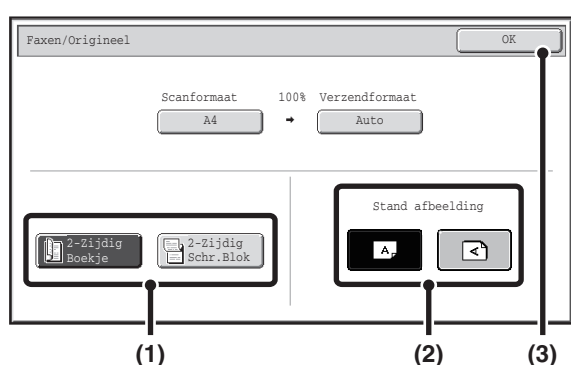 Faxen/Origineel
OK
Scanformaat 100% Verzendformaat
A4 Auto
Stand afbeelding
2-Zijdig
Boekje
2-Zijdig
Schr.Blok
A
A
(1) (2) (3)